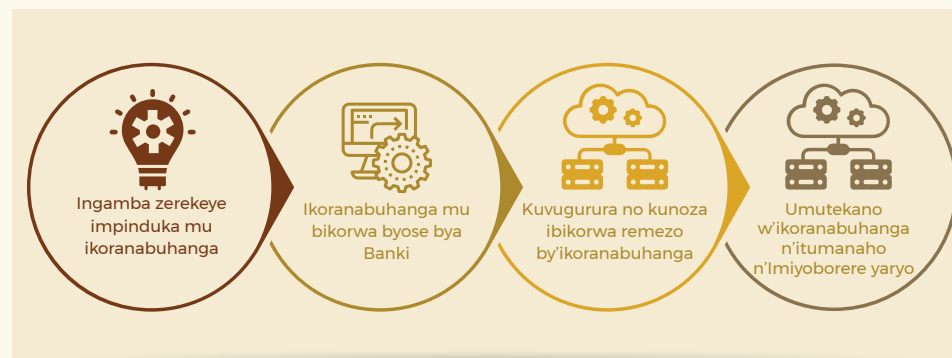 Ingamba zerekeye
impinduka mu
ikoranabuhanga
Ikoranabuhanga mu
bikorwa byose bya
Banki
Kuvugurura no kunoza
ibikorwa remezo
by’ikoranabuhanga
Umutekano
w’ikoranabuhanga
n’itumanaho
n’Imiyoborere yaryo